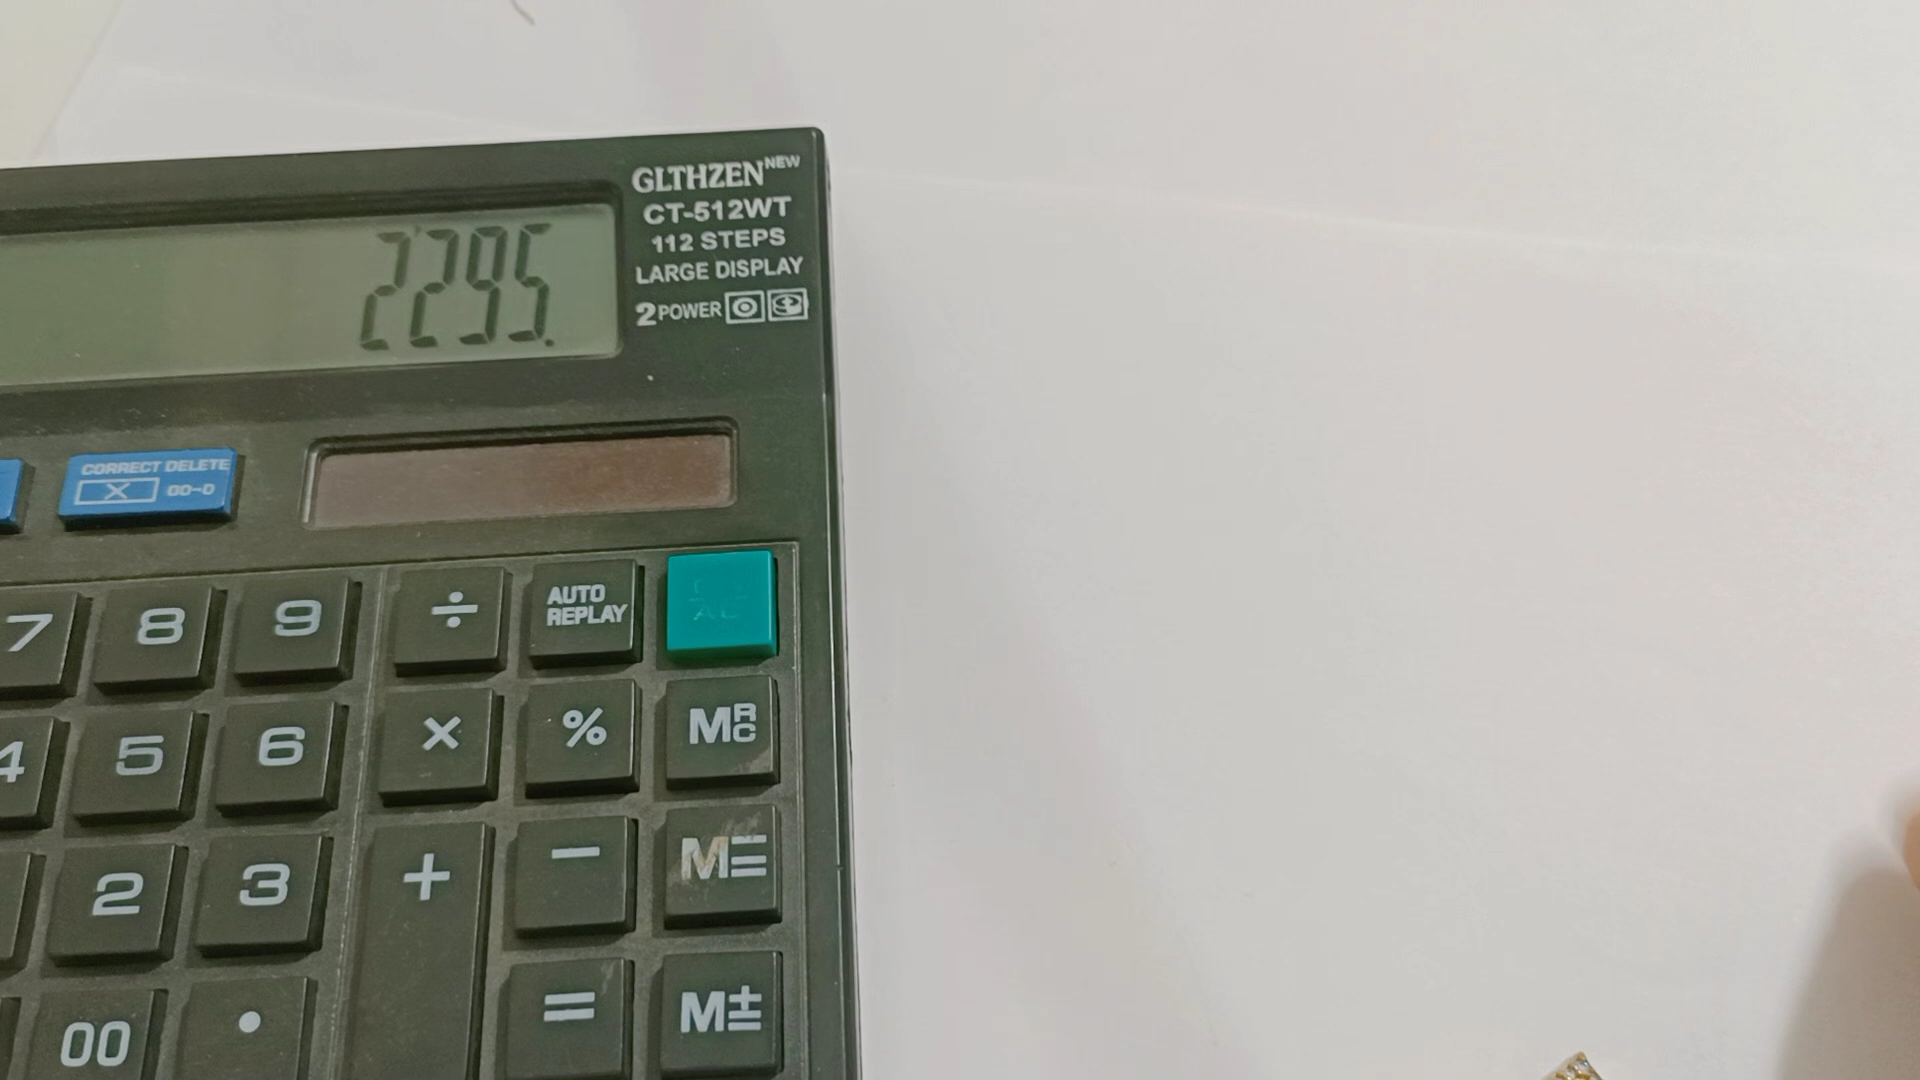 GLTHZEN NEW
CT-512WT
112 STEPS
LARGE DISPLAY
2 POWER
2295.
CORRECT DELETE
00-0
7 8 9 ÷ AUTO REPLAY AC
4 5 6 × % MRC
2 3 + − M=
00 . = M±